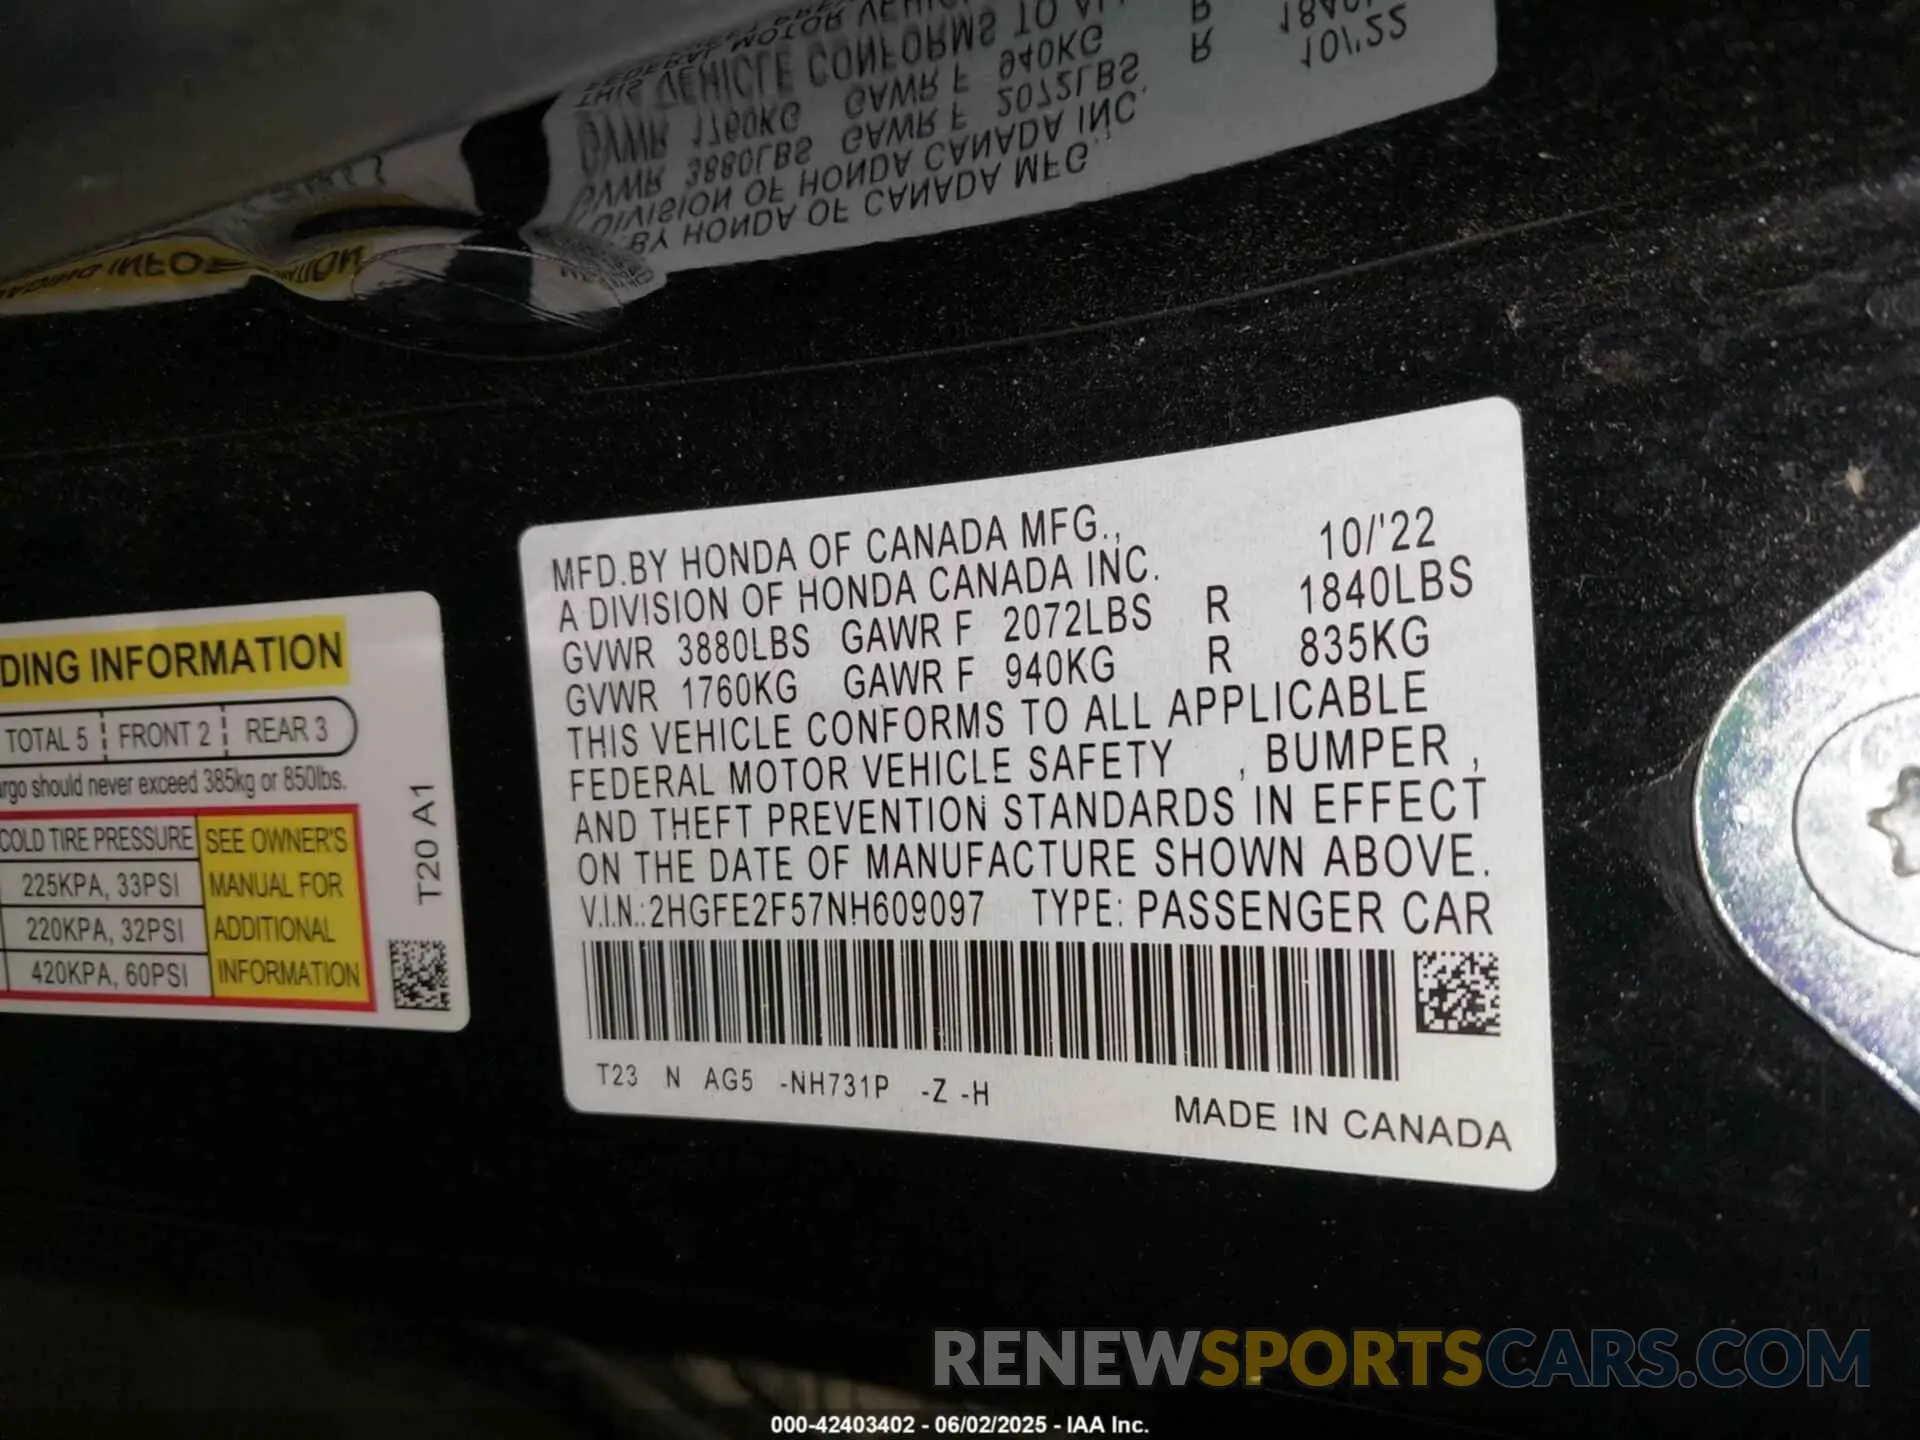 FEDERAL MOTOR VEHIC
THIS VEHICLE CONFORMS TO AL
GVWR 1760KG GAWR F 940KG R
GVWR 3880LBS GAWR F 2072LBS R
DIVISION OF HONDA CANADA INC.
BY HONDA OF CANADA MFG.,
10/'22
MFD.BY HONDA OF CANADA MFG., 10/'22
A DIVISION OF HONDA CANADA INC.
GVWR 3880LBS GAWR F 2072LBS R 1840LBS
GVWR 1760KG GAWR F 940KG R 835KG
THIS VEHICLE CONFORMS TO ALL APPLICABLE
FEDERAL MOTOR VEHICLE SAFETY , BUMPER ,
AND THEFT PREVENTION STANDARDS IN EFFECT
ON THE DATE OF MANUFACTURE SHOWN ABOVE.
V.I.N.:2HGFE2F57NH609097 TYPE: PASSENGER CAR
T23 N AG5 -NH731P -Z -H
MADE IN CANADA
DING INFORMATION
TOTAL 5 FRONT 2 REAR 3
rgo should never exceed 385kg or 850lbs.
COLD TIRE PRESSURE
225KPA, 33PSI
220KPA, 32PSI
420KPA, 60PSI
SEE OWNER'S
MANUAL FOR
ADDITIONAL
INFORMATION
T20 A1
RENEWSPORTSCARS.COM
000-42403402 - 06/02/2025 - IAA Inc.